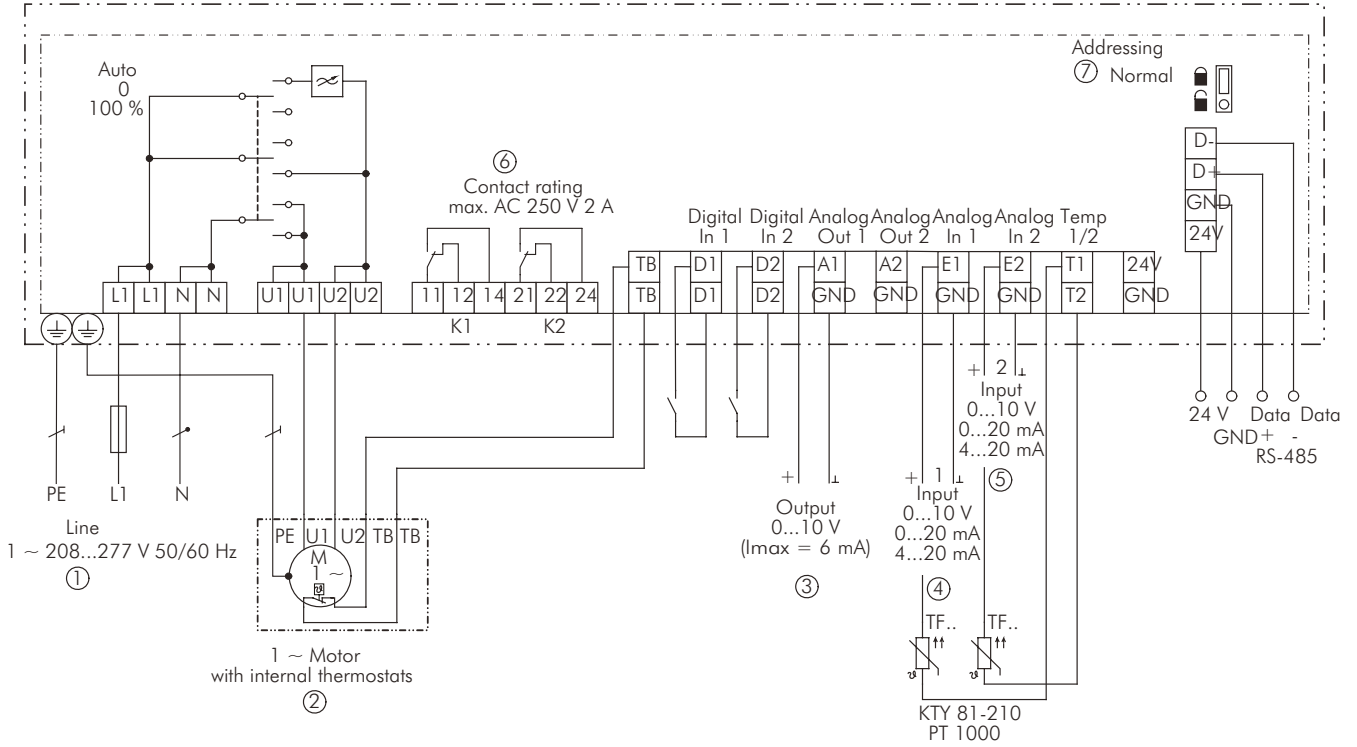 Auto
0
100 %
Addressing
⑦ Normal
D-
D+
GND
24V
⑥
Contact rating
max. AC 250 V 2 A
Digital In 1
Digital In 2
Analog Out 1
Analog Out 2
Analog In 1
Analog In 2
Temp 1/2
L1 L1 N N U1 U1 U2 U2 11 12 14 21 22 24
K1 K2
TB D1 D2 A1 A2 E1 E2 T1 24V
TB D1 D2 GND GND GND GND T2 GND
PE L1 N
Line
1 ~ 208...277 V 50/60 Hz
①
PE U1 U2 TB TB
M
1 ~
ϑ
1 ~ Motor
with internal thermostats
②
+ ⊥
Output
0...10 V
(Imax = 6 mA)
③
+ 1 ⊥
Input
0...10 V
0...20 mA
4...20 mA
④
+ 2 ⊥
Input
0...10 V
0...20 mA
4...20 mA
⑤
TF.. TF..
ϑ ϑ
KTY 81-210
PT 1000
24 V Data Data
GND + -
RS-485